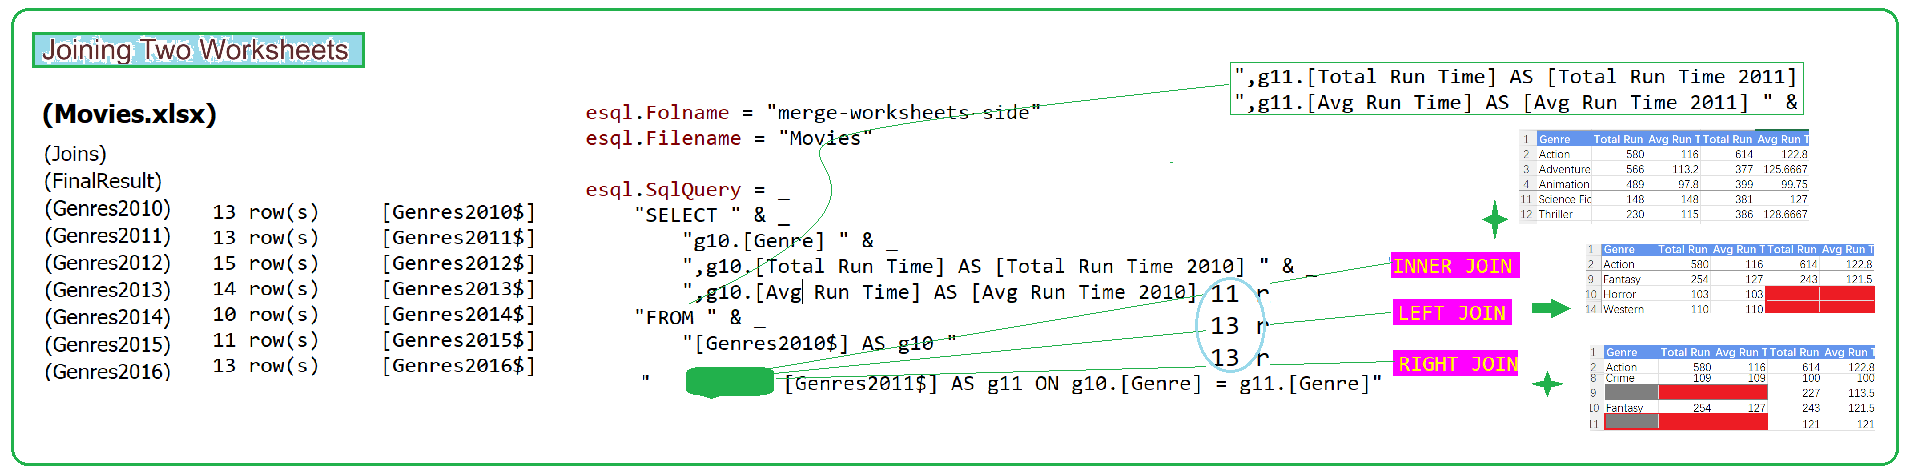 Joining Two Worksheets
(Movies.xlsx)
(Joins)
(FinalResult)
(Genres2010) 13 row(s) [Genres2010$]
(Genres2011) 13 row(s) [Genres2011$]
(Genres2012) 15 row(s) [Genres2012$]
(Genres2013) 14 row(s) [Genres2013$]
(Genres2014) 10 row(s) [Genres2014$]
(Genres2015) 11 row(s) [Genres2015$]
(Genres2016) 13 row(s) [Genres2016$]
esql.Folname = "merge-worksheets-side"
esql.Filename = "Movies"
esql.SqlQuery = _
"SELECT " & _
"g10.[Genre] " & _
",g10.[Total Run Time] AS [Total Run Time 2010] " & _
",g10.[Avg Run Time] AS [Avg Run Time 2010]
"FROM " & _
"[Genres2010$] AS g10 "
" [Genres2011$] AS g11 ON g10.[Genre] = g11.[Genre]"
11 r
13 r
13 r
",g11.[Total Run Time] AS [Total Run Time 2011]
",g11.[Avg Run Time] AS [Avg Run Time 2011] " &
INNER JOIN
LEFT JOIN
RIGHT JOIN
1 Genre Total Run Avg Run T Total Run Avg Run T
2 Action 580 116 614 122.8
3 Adventure 566 113.2 377 125.6667
4 Animation 489 97.8 399 99.75
11 Science Fic 148 148 381 127
12 Thriller 230 115 386 128.6667
1 Genre Total Run Avg Run T Total Run Avg Run T
2 Action 580 116 614 122.8
9 Fantasy 254 127 243 121.5
10 Horror 103 103
14 Western 110 110
1 Genre Total Run Avg Run T Total Run Avg Run T
2 Action 580 116 614 122.8
8 Crime 109 109 100 100
9 227 113.5
10 Fantasy 254 127 243 121.5
11 121 121